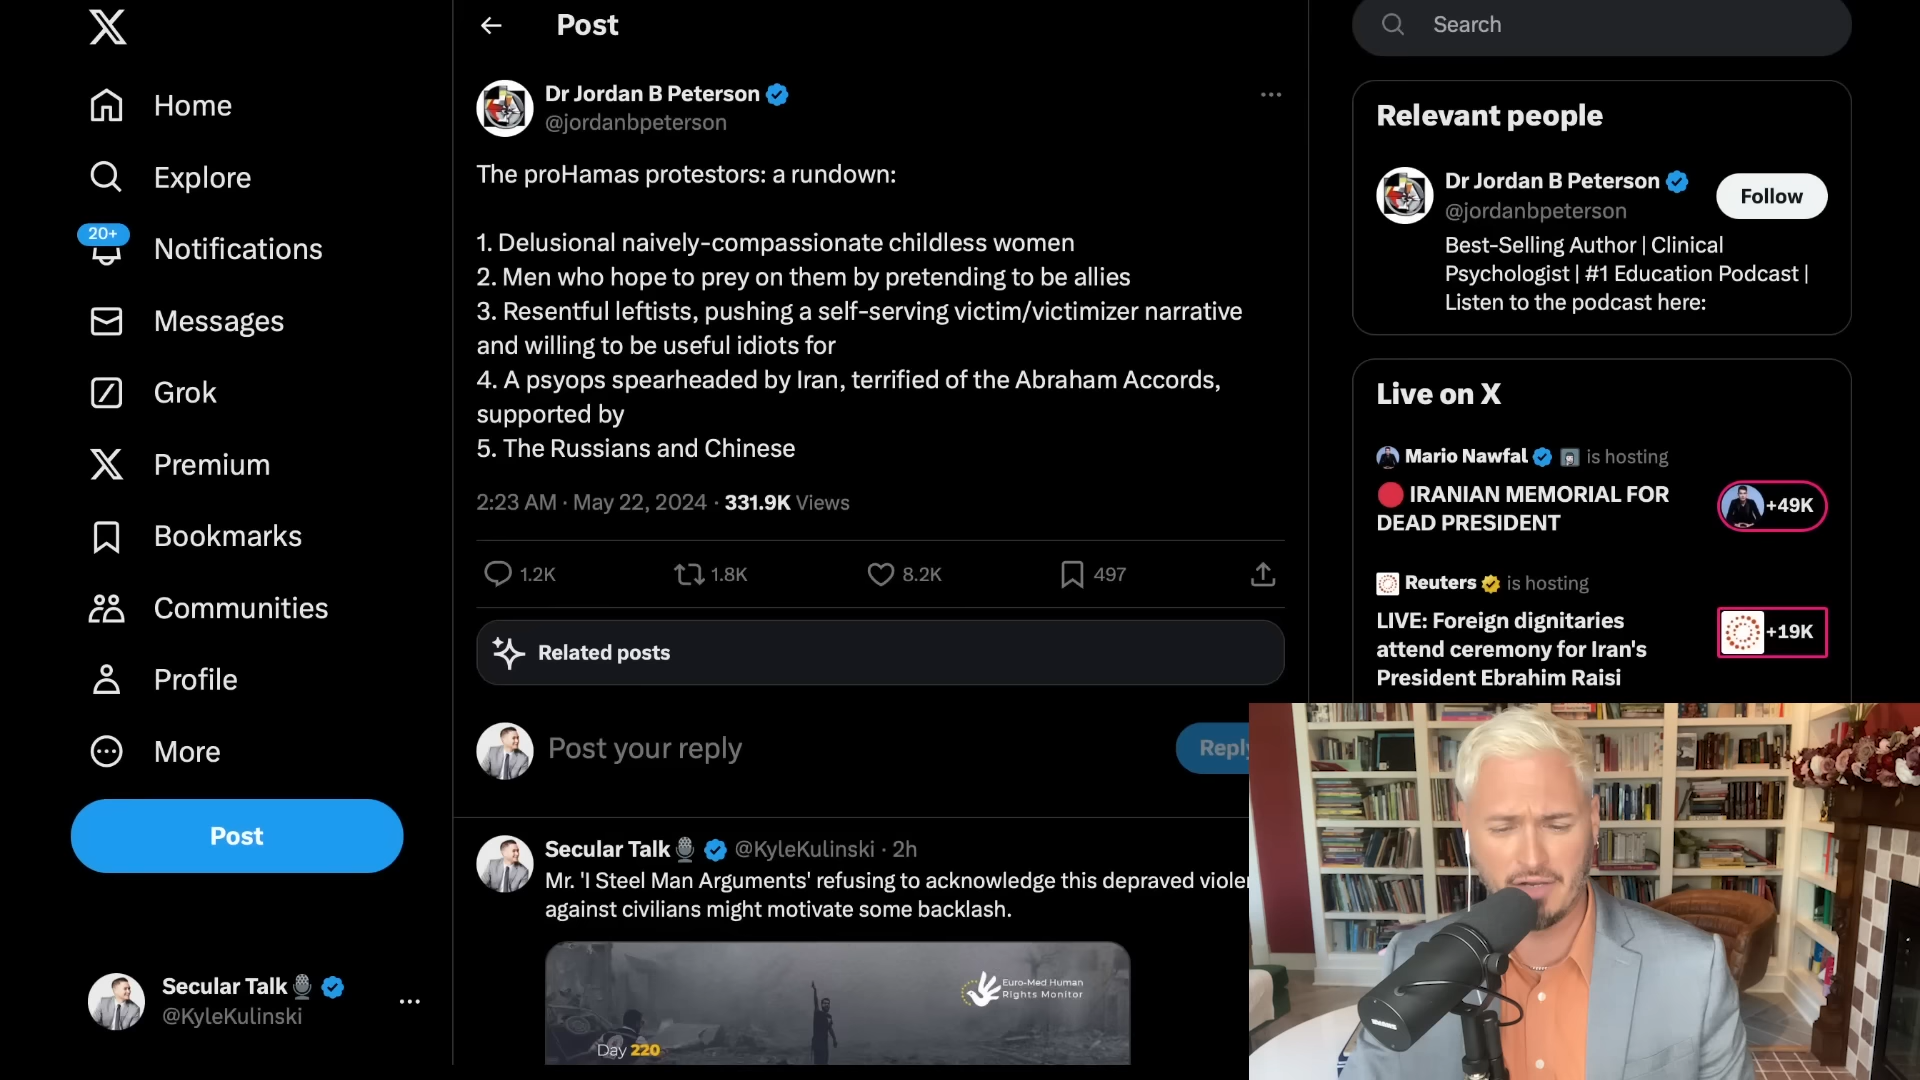 Home
Explore
20+
Notifications
Messages
Grok
Premium
Bookmarks
Communities
Profile
More
Post
Secular Talk
@KyleKulinski
Post
Dr Jordan B Peterson
@jordanbpeterson
The proHamas protestors: a rundown:
1. Delusional naively-compassionate childless women
2. Men who hope to prey on them by pretending to be allies
3. Resentful leftists, pushing a self-serving victim/victimizer narrative
and willing to be useful idiots for
4. A psyops spearheaded by Iran, terrified of the Abraham Accords,
supported by
5. The Russians and Chinese
2:23 AM · May 22, 2024 · 331.9K Views
1.2K 1.8K 8.2K 497
Related posts
Post your reply
Reply
Secular Talk @KyleKulinski · 2h
Mr. 'I Steel Man Arguments' refusing to acknowledge this depraved
against civilians might motivate some backlash.
Euro-Med Human
Rights Monitor
Day 220
Search
Relevant people
Dr Jordan B Peterson
@jordanbpeterson
Follow
Best-Selling Author | Clinical
Psychologist | #1 Education Podcast |
Listen to the podcast here:
Live on X
Mario Nawfal is hosting
IRANIAN MEMORIAL FOR
DEAD PRESIDENT
+49K
Reuters is hosting
LIVE: Foreign dignitaries
attend ceremony for Iran's
President Ebrahim Raisi
+19K